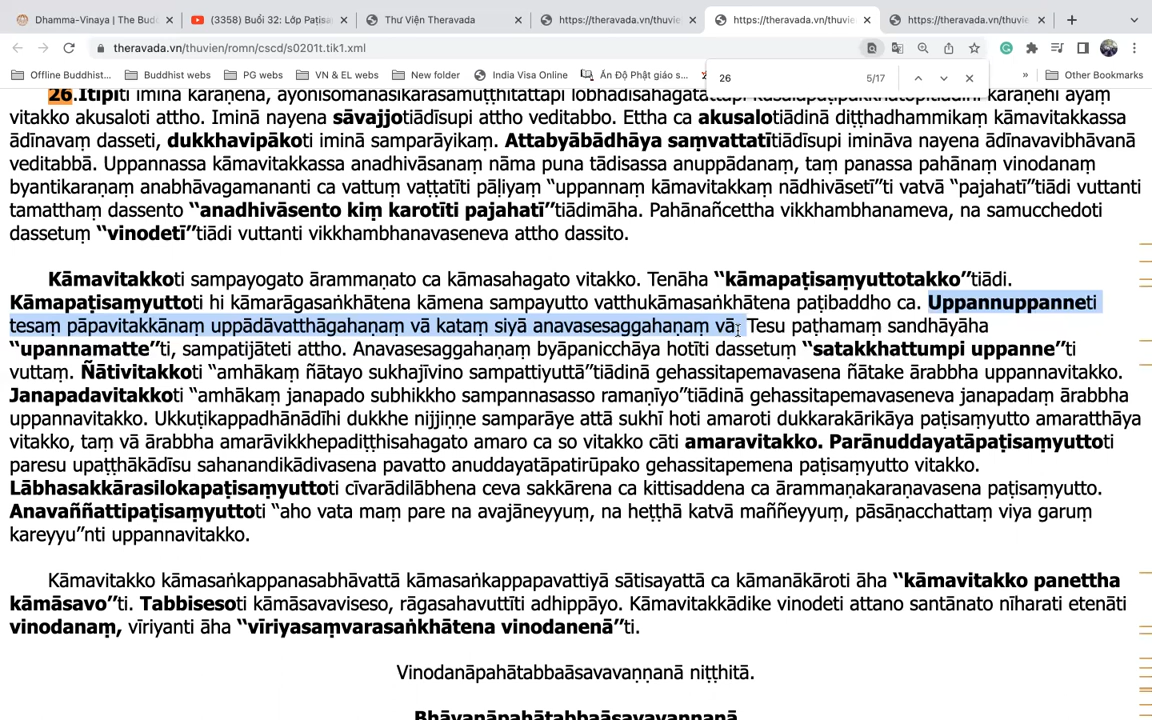 Dhamma-Vinaya | The Bud
(3358) Buổi 32: Lớp Paṭisa
Thư Viện Theravada
https://theravada.vn/thuvie
https://theravada.vn/thuvie
https://theravada.vn/thuvie
theravada.vn/thuvien/romn/cscd/s0201t.tik1.xml
Offline Buddhist...
Buddhist webs
PG webs
VN & EL webs
New folder
India Visa Online
Ấn Độ Phật giáo s...
»
Other Bookmarks
26
5/17
26.Itipiti iminā kāraṇena, ayonisomanasikārasamuṭṭhitattāpi lobhādisahagatattāpi kusalapaṭipakkhatopītiādīhi kāraṇehi ayaṃ
vitakko akusaloti attho. Iminā nayena sāvajjotiādīsupi attho veditabbo. Ettha ca akusalotiādinā diṭṭhadhammikaṃ kāmavitakkassa
ādīnavaṃ dasseti, dukkhavipākoti iminā samparāyikaṃ. Attabyābādhāya saṃvattatītiādīsupi imināva nayena ādīnavavibhāvanā
veditabbā. Uppannassa kāmavitakkassa anadhivāsanaṃ nāma puna tādisassa anuppādanaṃ, taṃ panassa pahānaṃ vinodanaṃ
byantikaraṇaṃ anabhāvagamananti ca vattuṃ vaṭṭatīti pāḷiyaṃ “uppannaṃ kāmavitakkaṃ nādhivāsetī”ti vatvā “pajahatī”tiādi vuttanti
tamatthaṃ dassento “anadhivāsento kiṃ karotīti pajahatī”tiādimāha. Pahānañcettha vikkhambhanameva, na samucchedoti
dassetuṃ “vinodetī”tiādi vuttanti vikkhambhanavaseneva attho dassito.
Kāmavitakkoti sampayogato ārammaṇato ca kāmasahagato vitakko. Tenāha “kāmapaṭisaṃyuttotakko”tiādi.
Kāmapaṭisaṃyuttoti hi kāmarāgasaṅkhātena kāmena sampayutto vatthukāmasaṅkhātena paṭibaddho ca. Uppannuppanneti
tesaṃ pāpavitakkānaṃ uppādāvatthāgahaṇaṃ vā kataṃ siyā anavasesaggahaṇaṃ vā. Tesu paṭhamaṃ sandhāyāha
“upannamatte”ti, sampatijāteti attho. Anavasesaggahaṇaṃ byāpanicchāya hotīti dassetuṃ “satakkhattumpi uppanne”ti
vuttaṃ. Ñātivitakkoti “amhākaṃ ñātayo sukhajīvino sampattiyuttā”tiādinā gehassitapemavasena ñātake ārabbha uppannavitakko.
Janapadavitakkoti “amhākaṃ janapado subhikkho sampannasasso ramaṇīyo”tiādinā gehassitapemavaseneva janapadaṃ ārabbha
uppannavitakko. Ukkuṭikappadhānādīhi dukkhe nijjiṇṇe samparāye attā sukhī hoti amaroti dukkarakārikāya paṭisaṃyutto amaratthāya
vitakko, taṃ vā ārabbha amarāvikkhepadiṭṭhisahagato amaro ca so vitakko cāti amaravitakko. Parānuddayatāpaṭisaṃyuttoti
paresu upaṭṭhākādīsu sahanandikādivasena pavatto anuddayatāpatirūpako gehassitapemena paṭisaṃyutto vitakko.
Lābhasakkārasilokapaṭisaṃyuttoti cīvarādilābhena ceva sakkārena ca kittisaddena ca ārammaṇakaraṇavasena paṭisaṃyutto.
Anavaññattipaṭisaṃyuttoti “aho vata maṃ pare na avajāneyyuṃ, na heṭṭhā katvā maññeyyuṃ, pāsāṇacchattaṃ viya garuṃ
kareyyu”nti uppannavitakko.
Kāmavitakko kāmasaṅkappanasabhāvattā kāmasaṅkappapavattiyā sātisayattā ca kāmanākāroti āha “kāmavitakko panettha
kāmāsavo”ti. Tabbisesoti kāmāsavaviseso, rāgasahavuttīti adhippāyo. Kāmavitakkādike vinodeti attano santānato nīharati etenāti
vinodanaṃ, vīriyanti āha “vīriyasaṃvarasaṅkhātena vinodanenā”ti.
Vinodanāpahātabbaāsavavaṇṇanā niṭṭhitā.
Bhāvanāpahātabbaāsavavaṇṇanā